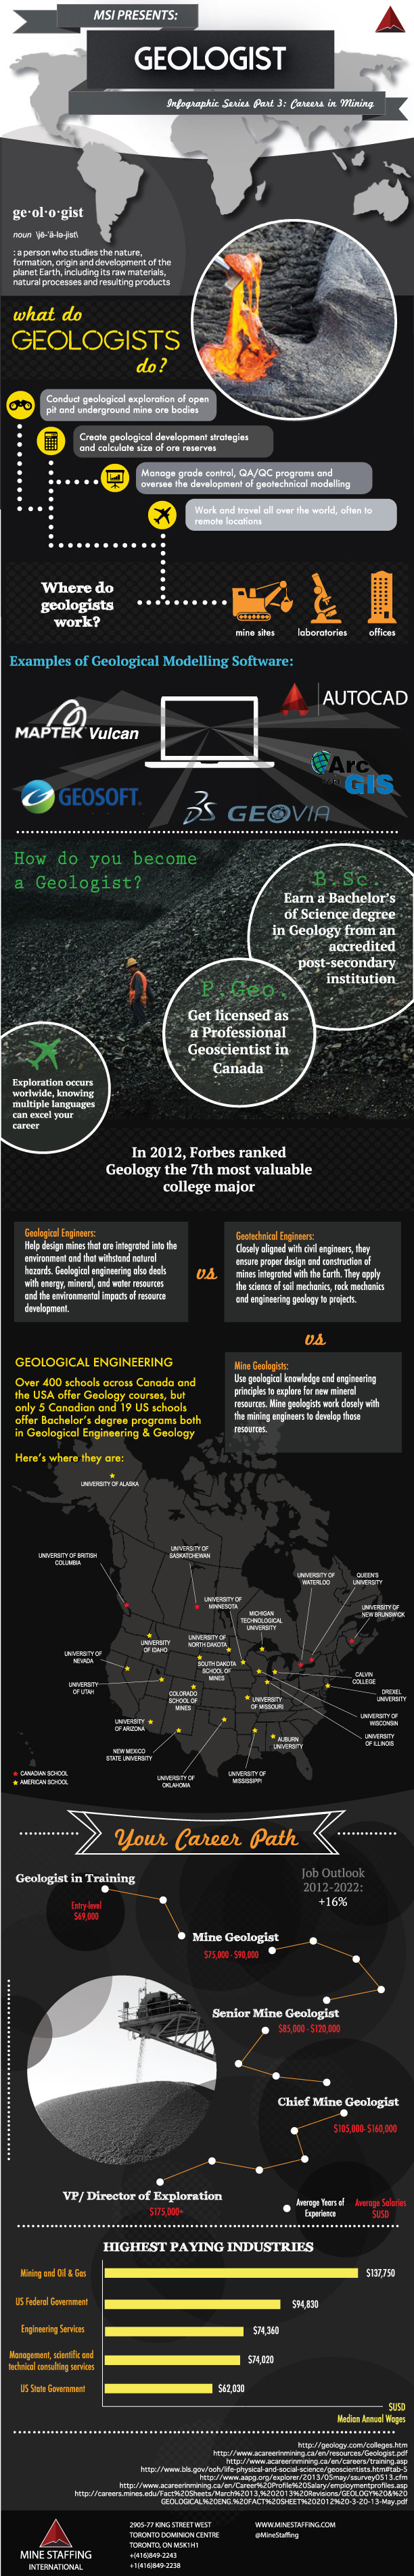 MSI PRESENTS:
GEOLOGIST
Infographic Series Part 3: Careers in Mining
ge·ol·o·gist
noun \jē-'ä-lə-jist\
: a person who studies the nature,
formation, origin and development of the
planet Earth, including its raw materials,
natural processes and resulting products
what do
GEOLOGISTS
do?
Conduct geological exploration of open
pit and underground mine ore bodies
Create geological development strategies
and calculate size of ore reserves
Manage grade control, QA/QC programs and
oversee the development of geotechnical modelling
Work and travel all over the world, often to
remote locations
Where do
geologists
work?
mine sites
laboratories
offices
Examples of Geological Modelling Software:
AUTOCAD
MAPTEK Vulcan
Arc
GIS
GEOSOFT
GEOVIA
How do you become
a Geologist?
B.Sc.
Earn a Bachelor's
of Science degree
in Geology from an
accredited
post-secondary
institution
P.Geo.
Get licensed as
a Professional
Geoscientist in
Canada
Exploration occurs
worlwide, knowing
multiple languages
can excel your
career
In 2012, Forbes ranked
Geology the 7th most valuable
college major
Geological Engineers:
Help design mines that are integrated into the
environment and that withstand natural
hazards. Geological engineering also deals
with energy, mineral, and water resources
and the environmental impacts of resource
development.
vs
Geotechnical Engineers:
Closely aligned with civil engineers, they
ensure proper design and construction of
mines integrated with the Earth. They apply
the science of soil mechanics, rock mechanics
and engineering geology to projects.
vs
Mine Geologists:
Use geological knowledge and engineering
principles to explore for new mineral
resources. Mine geologists work closely with
the mining engineers to develop those
resources.
GEOLOGICAL ENGINEERING
Over 400 schools across Canada and
the USA offer Geology courses, but
only 5 Canadian and 19 US schools
offer Bachelor's degree programs both
in Geological Engineering & Geology
Here's where they are:
UNIVERSITY OF ALASKA
UNIVERSITY OF BRITISH
COLUMBIA
UNIVERSITY OF
SASKATCHEWAN
UNIVERSITY OF
WATERLOO
QUEEN'S
UNIVERSITY
UNIVERSITY OF
MINNESOTA
MICHIGAN
TECHNOLOGICAL
UNIVERSITY
UNIVERSITY OF
NEW BRUNSWICK
UNIVERSITY
OF IDAHO
UNIVERSITY OF
NORTH DAKOTA
UNIVERSITY OF
NEVADA
SOUTH DAKOTA
SCHOOL OF
MINES
CALVIN
COLLEGE
UNIVERSITY
OF UTAH
COLORADO
SCHOOL OF
MINES
UNIVERSITY
OF MISSOURI
DREXEL
UNIVERSITY
UNIVERSITY
OF ARIZONA
UNIVERSITY OF
WISCONSIN
AUBURN
UNIVERSITY
UNIVERSITY
OF ILLINOIS
NEW MEXICO
STATE UNIVERSITY
UNIVERSITY OF
OKLAHOMA
UNIVERSITY OF
MISSISSIPPI
CANADIAN SCHOOL
AMERICAN SCHOOL
Your Career Path
Geologist in Training
Entry-level
$69,000
Job Outlook
2012-2022:
+16%
Mine Geologist
$75,000 - $90,000
Senior Mine Geologist
$85,000 - $120,000
Chief Mine Geologist
$105,000- $160,000
VP/ Director of Exploration
$175,000+
Average Years of
Experience
Average Salaries
$USD
HIGHEST PAYING INDUSTRIES
Mining and Oil & Gas
$137,750
US Federal Government
$94,830
Engineering Services
$74,360
Management, scientific and
technical consulting services
$74,020
US State Government
$62,030
$USD
Median Annual Wages
http://geology.com/colleges.htm
http://www.acareerinmining.ca/en/resources/Geologist.pdf
http://www.acareerinmining.ca/en/careers/training.asp
http://www.bls.gov/ooh/life-physical-and-social-science/geoscientists.htm#tab-5
http://www.aapg.org/explorer/2013/05may/ssurvey0513.cfm
http://www.acareerinmining.ca/en/Career%20Profile%20Salary/employmentprofiles.asp
http://careers.mines.edu/Fact%20Sheets/March%2013,%202013%20Revisions/GEOLOGY%20&%20
GEOLOGICAL%20ENG.%20FACT%20SHEET%202012%20-3-20-13-May.pdf
MINE STAFFING
INTERNATIONAL
2905-77 KING STREET WEST
TORONTO DOMINION CENTRE
TORONTO, ON M5K1H1
+(416)849-2243
+1(416)849-2238
WWW.MINESTAFFING.COM
@MineStaffing